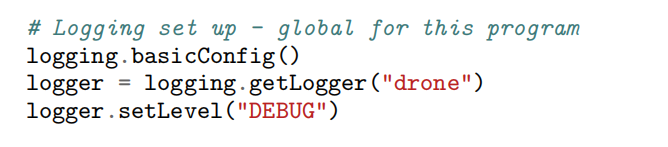 # Logging set up - global for this program
logging.basicConfig()
logger = logging.getLogger("drone")
logger.setLevel("DEBUG")